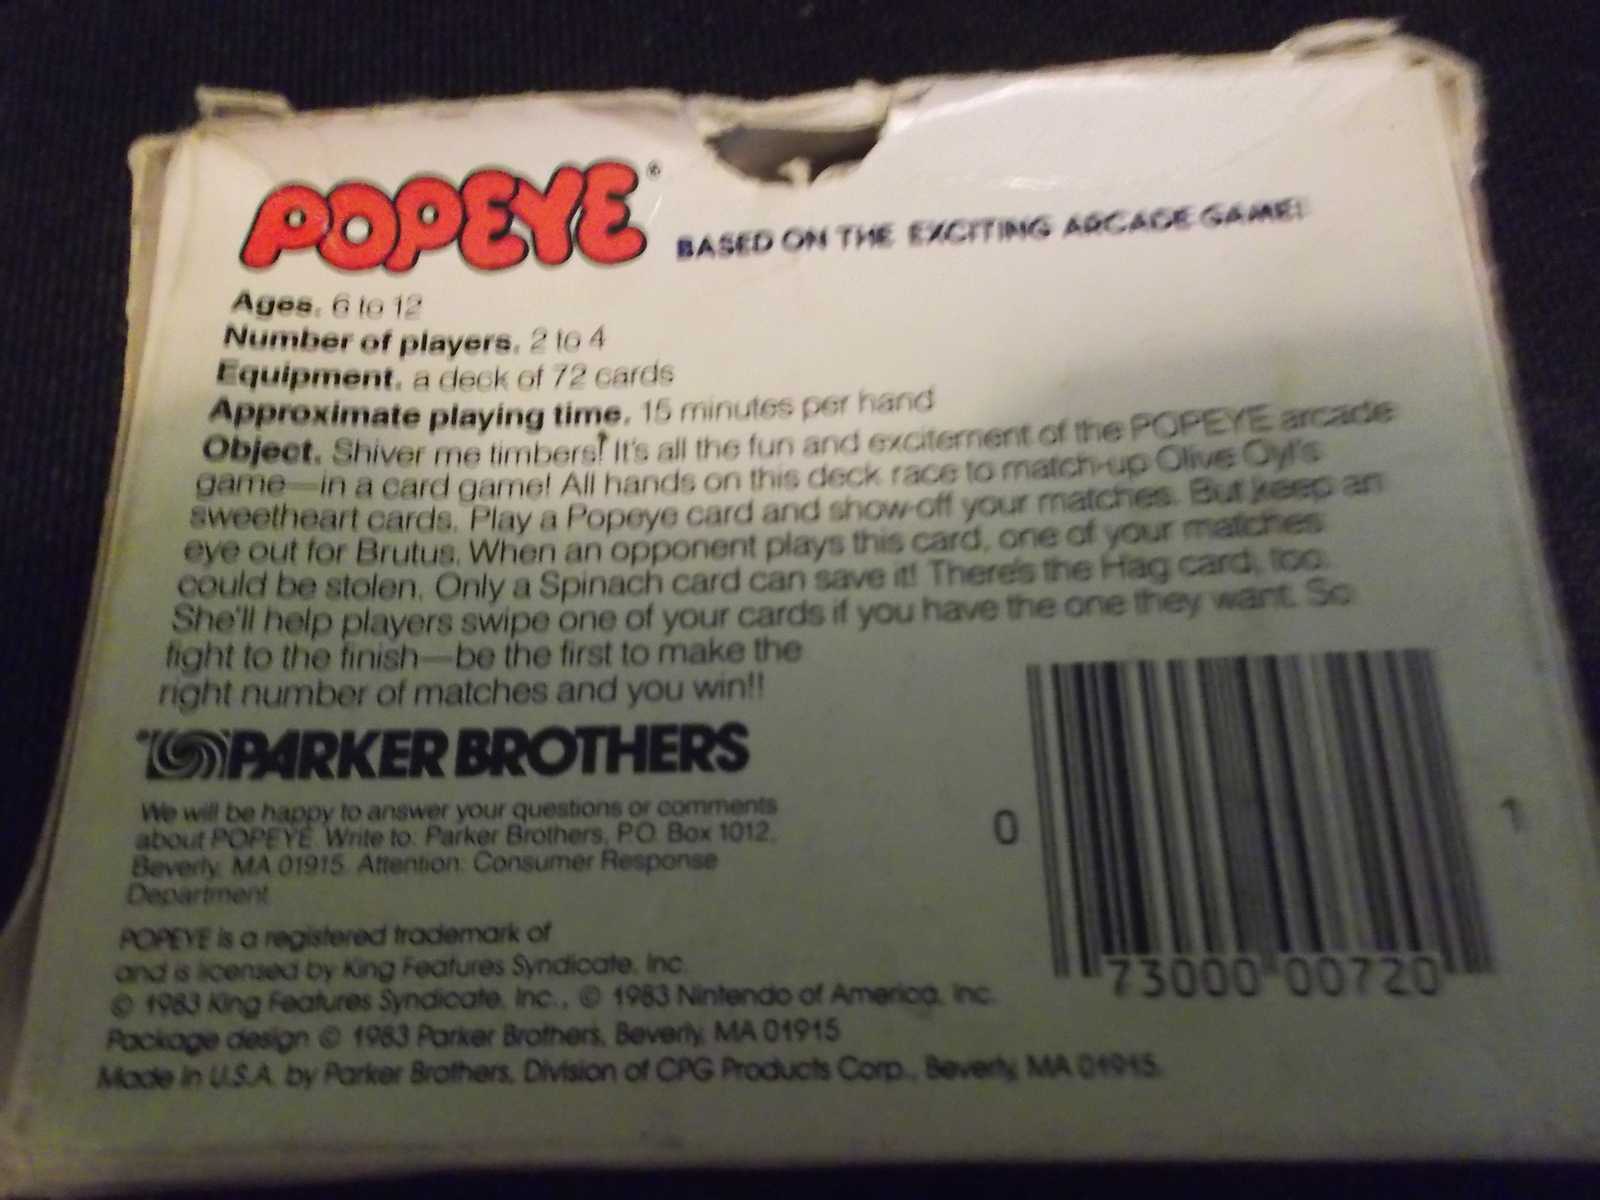 POPEYE® BASED ON THE EXCITING ARCADE GAME!
Ages. 6 to 12
Number of players. 2 to 4
Equipment. a deck of 72 cards
Approximate playing time. 15 minutes per hand
Object. Shiver me timbers! It's all the fun and excitement of the POPEYE arcade
game—in a card game! All hands on this deck race to match-up Olive Oyl's
sweetheart cards. Play a Popeye card and show-off your matches. But keep an
eye out for Brutus. When an opponent plays this card, one of your matches
could be stolen. Only a Spinach card can save it! There's the Hag card, too.
She'll help players swipe one of your cards if you have the one they want. So
fight to the finish—be the first to make the
right number of matches and you win!!
PARKER BROTHERS
We will be happy to answer your questions or comments
about POPEYE. Write to: Parker Brothers, P.O. Box 1012,
Beverly, MA 01915. Attention: Consumer Response
Department
POPEYE is a registered trademark of
and is licensed by King Features Syndicate, Inc.
© 1983 King Features Syndicate, Inc., © 1983 Nintendo of America, Inc.
Package design © 1983 Parker Brothers, Beverly, MA 01915
Made in U.S.A. by Parker Brothers, Division of CPG Products Corp., Beverly, MA 01915.
0 73000 00720 1